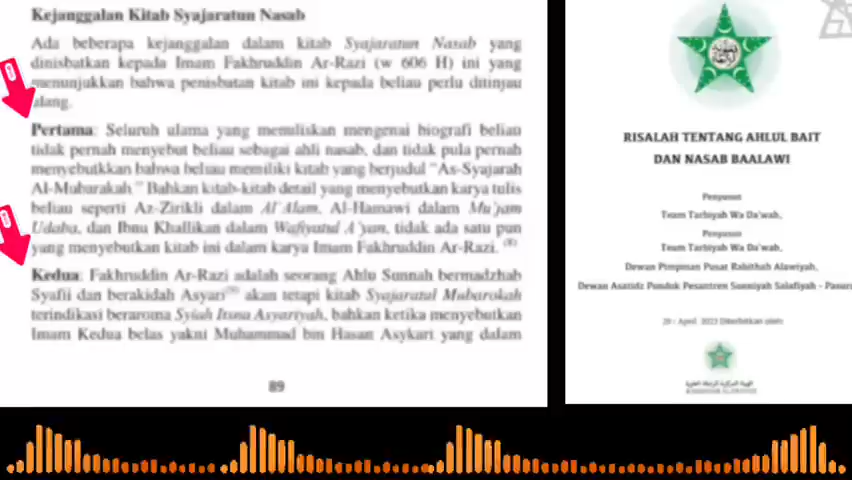 Kejanggalan Kitab Syajaratun Nasab
Ada beberapa kejanggalan dalam kitab Syajaratun Nasab yang
dinisbatkan kepada Imam Fakhruddin Ar-Razi (w 606 H) ini yang
menunjukkan bahwa penisbatan kitab ini kepada beliau perlu ditinjau
ulang.
Pertama: Seluruh ulama yang menuliskan mengenai biografi beliau
tidak pernah menyebut beliau sebagai ahli nasab, dan tidak pula pernah
menyebutkkan bahwa beliau memiliki kitab yang berjudul "As-Syajarah
Al-Mubarakah." Bahkan kitab-kitab detail yang menyebutkan karya tulis
beliau seperti Az-Zirikli dalam Al A'lam, Al-Hamawi dalam Mu'jam
Udaba, dan Ibnu Khallikan dalam Wafiyatul A'yan, tidak ada satu pun
yang menyebutkan kitab ini dalam karya Imam Fakhruddin Ar-Razi. (8)
Kedua: Fakhruddin Ar-Razi adalah seorang Ahlu Sunnah bermadzhab
Syafii dan berakidah Asyari(9) akan tetapi kitab Syajaratul Mubarokah
terindikasi beraroma Syiah Itsna Asyariyah, bahkan ketika menyebutkan
Imam Kedua belas yakni Muhammad bin Hasan Asykari yang dalam
89
RISALAH TENTANG AHLUL BAIT
DAN NASAB BAALAWI
Penyusun
Team Tarbiyah Wa Da'wah,
Penyusun
Team Tarbiyah Wa Da'wah,
Dewan Pimpinan Pusat Rabithah Alawiyah,
Dewan Asatidz Pondok Pesantren Sunniyah Salafiyah - Pasuru
April 2023 Diterbitkan oleh: